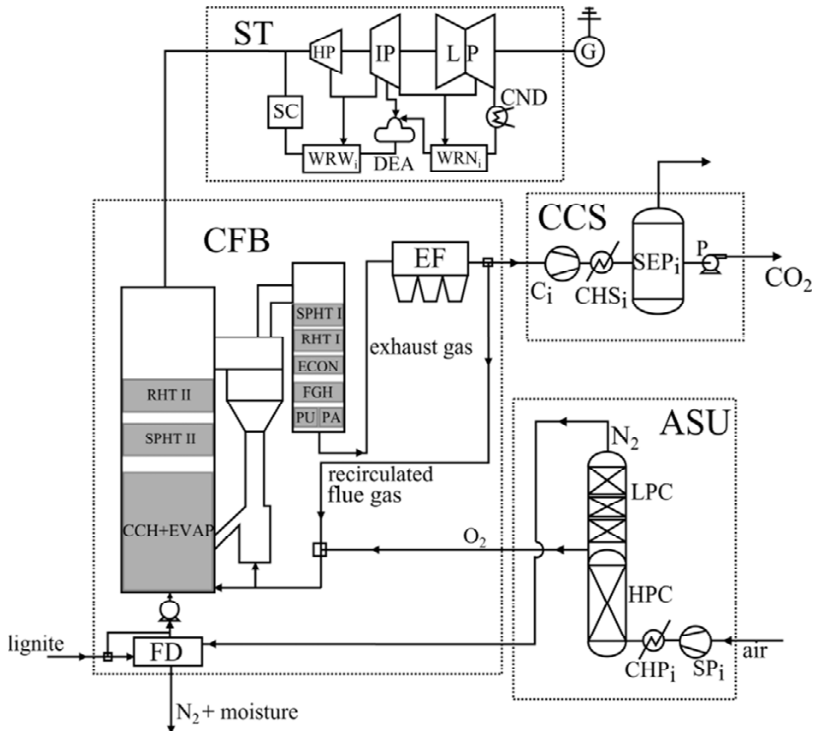 ST
HP
IP
L P
G
SC
CND
WRWi
DEA
WRNi
CFB
EF
CCS
SPHT I
RHT I
ECON
FGH
PU PA
exhaust gas
Ci
CHSi
SEPi
P
CO2
RHT II
SPHT II
CCH+EVAP
recirculated
flue gas
O2
ASU
N2
LPC
HPC
CHPi
SPi
air
lignite
FD
N2 + moisture